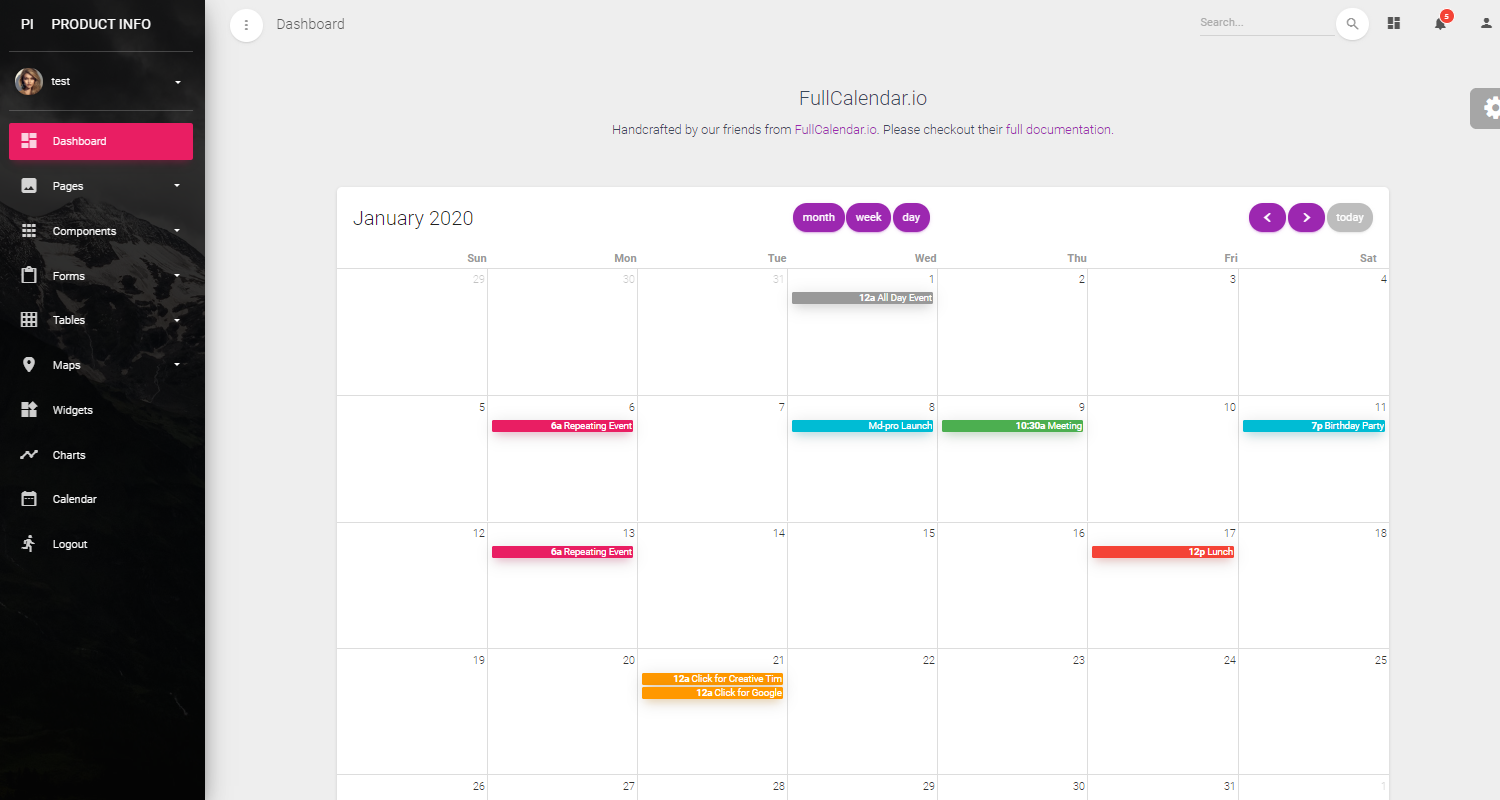 PI PRODUCT INFO
test
Dashboard
Pages
Components
Forms
Tables
Maps
Widgets
Charts
Calendar
Logout
Dashboard
Search...
5
FullCalendar.io
Handcrafted by our friends from FullCalendar.io. Please checkout their full documentation.
January 2020
month week day
today
Sun Mon Tue Wed Thu Fri Sat
29 30 31 1 2 3 4
12a All Day Event
5 6 7 8 9 10 11
6a Repeating Event Md-pro Launch 10:30a Meeting 7p Birthday Party
12 13 14 15 16 17 18
6a Repeating Event 12p Lunch
19 20 21 22 23 24 25
12a Click for Creative Tim
12a Click for Google
26 27 28 29 30 31 1